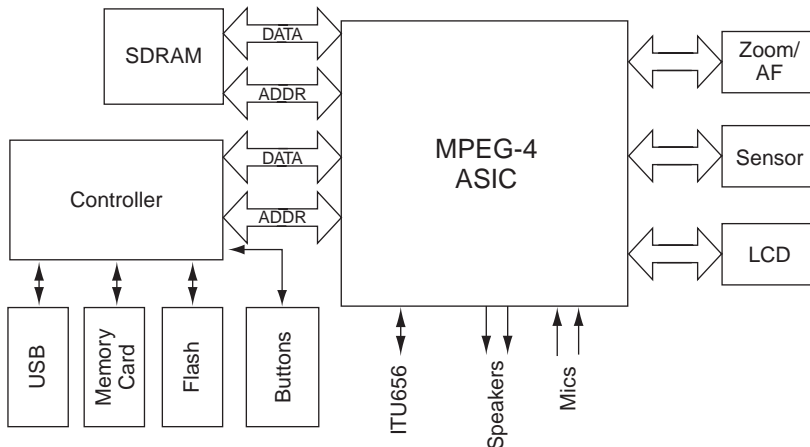 SDRAM
DATA
ADDR
Controller
DATA
ADDR
MPEG-4
ASIC
Zoom/
AF
Sensor
LCD
USB
Memory
Card
Flash
Buttons
ITU656
Speakers
Mics